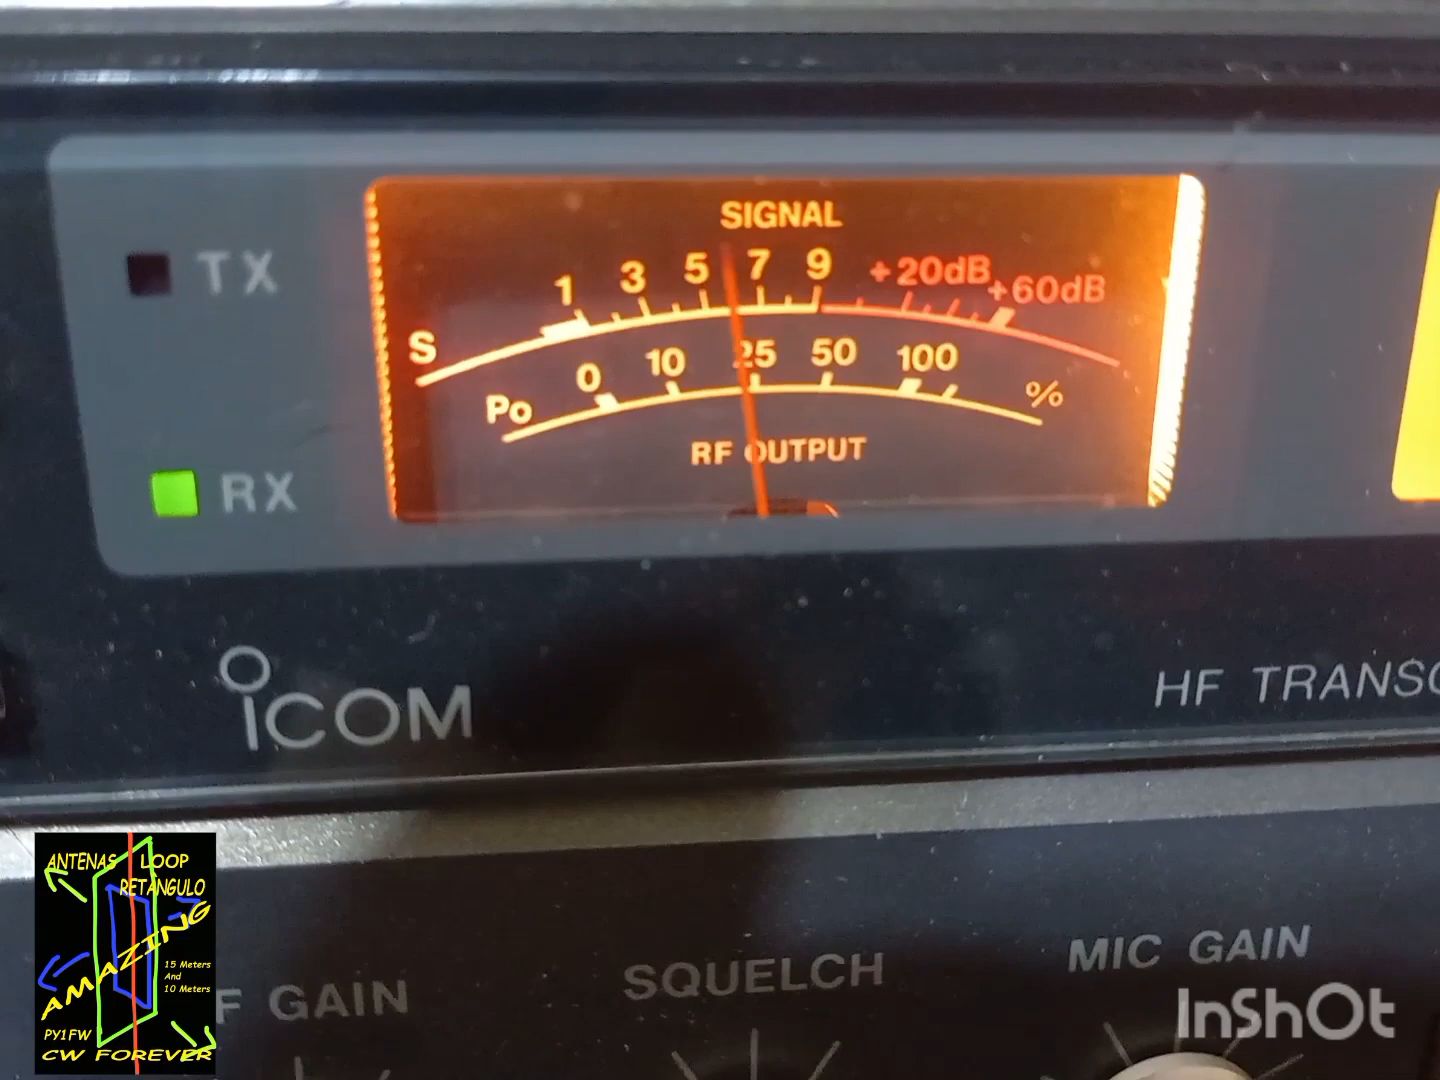 SIGNAL
1 3 5 7 9 +20dB +60dB
S
0 10 25 50 100 %
Po
RF OUTPUT
TX
RX
ICOM
HF
MIC GAIN
SQUELCH
GAIN
ANTENAS LOOP
RETANGULO
AMAZING
15 Meters
And
10 Meters
PY1FW
CW FOREVER
InShOt